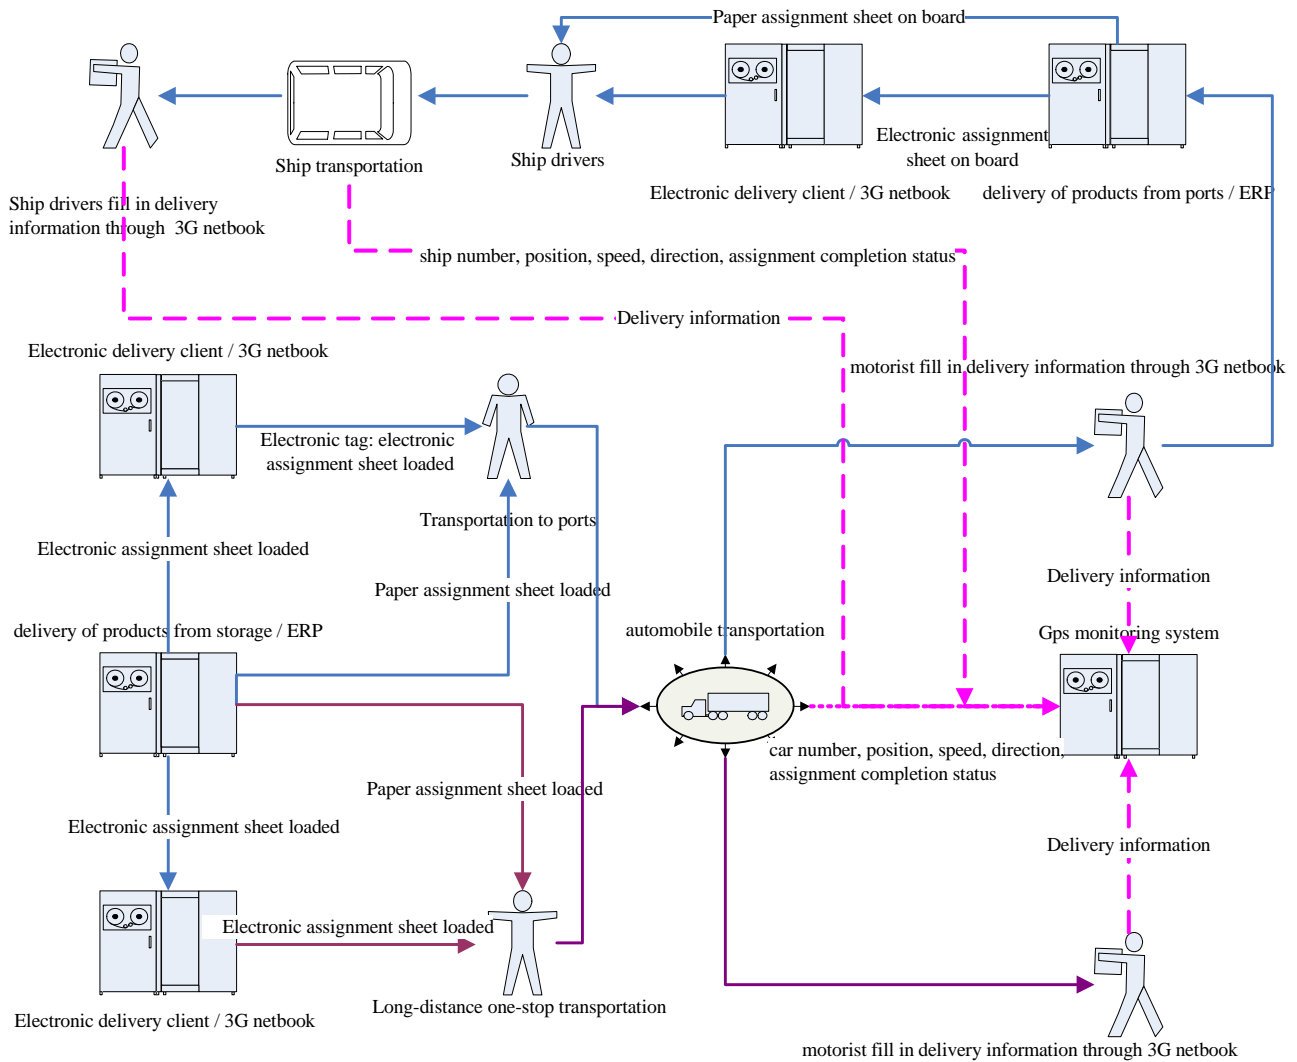 Paper assignment sheet on board
Electronic assignment
sheet on board
Ship transportation
Ship drivers
Electronic delivery client / 3G netbook
delivery of products from ports / ERP
Ship drivers fill in delivery
information through 3G netbook
ship number, position, speed, direction, assignment completion status
Delivery information
Electronic delivery client / 3G netbook
motorist fill in delivery information through 3G netbook
Electronic tag: electronic
assignment sheet loaded
Transportation to ports
Electronic assignment sheet loaded
Paper assignment sheet loaded
Delivery information
delivery of products from storage / ERP
automobile transportation
Gps monitoring system
car number, position, speed, direction,
assignment completion status
Paper assignment sheet loaded
Electronic assignment sheet loaded
Delivery information
Electronic assignment sheet loaded
Long-distance one-stop transportation
Electronic delivery client / 3G netbook
motorist fill in delivery information through 3G netbook